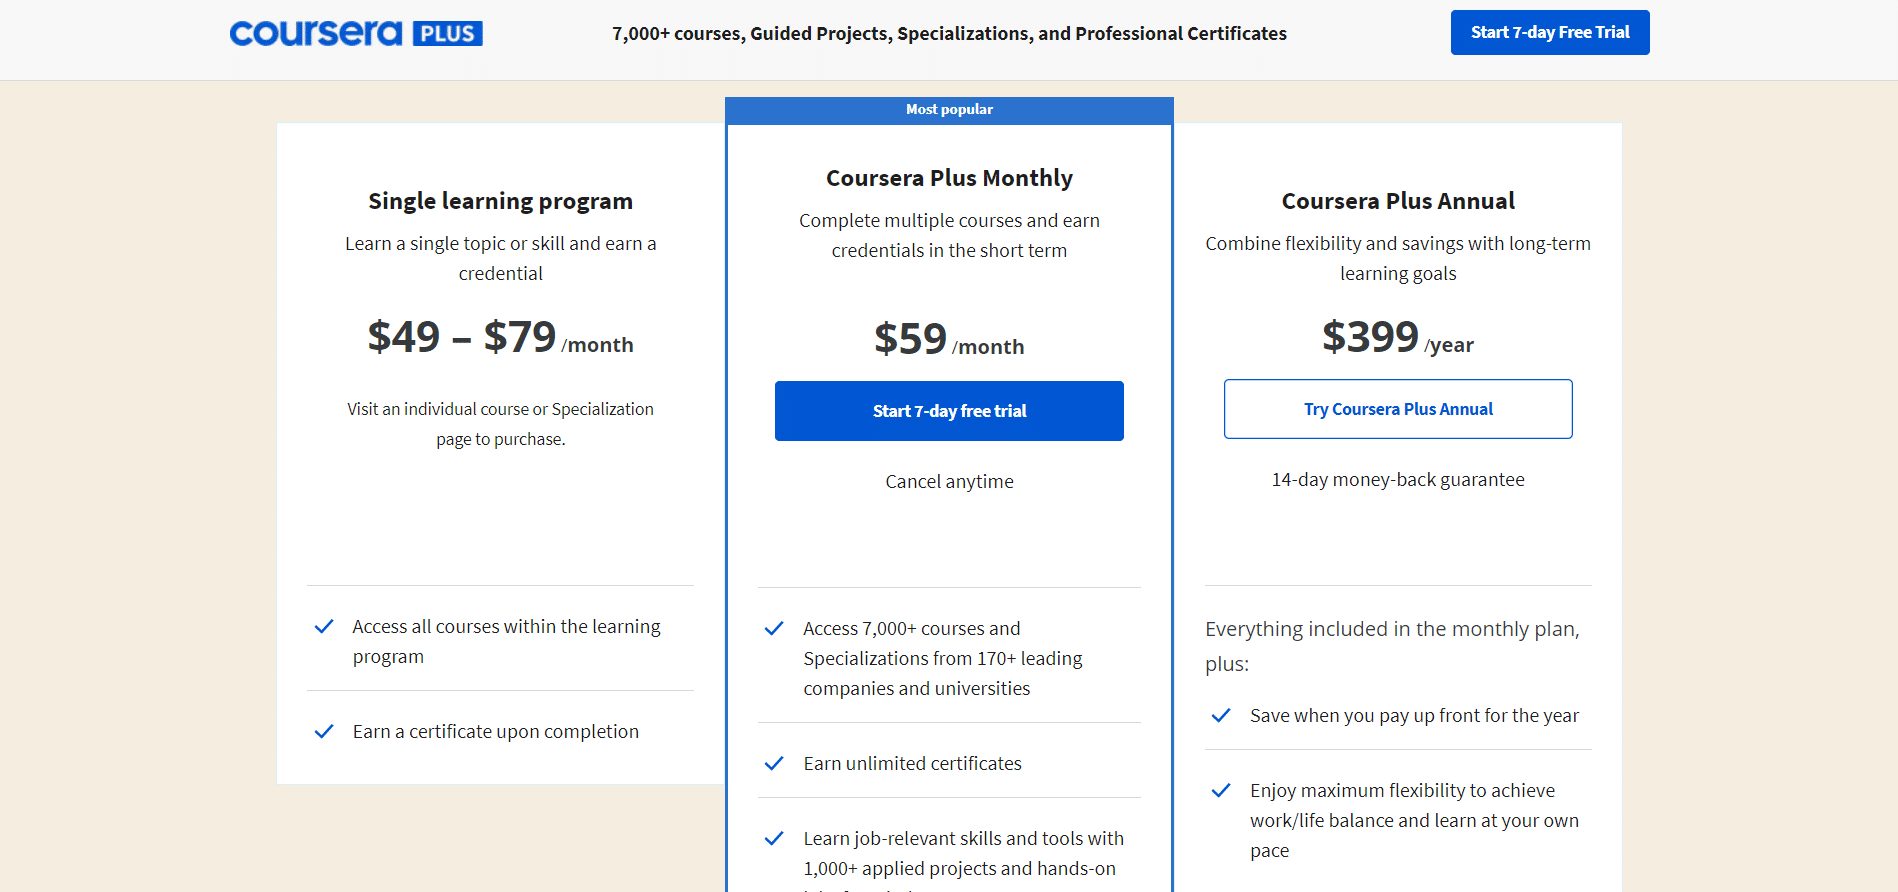 coursera PLUS
7,000+ courses, Guided Projects, Specializations, and Professional Certificates
Start 7-day Free Trial
Single learning program
Learn a single topic or skill and earn a
credential
$49 – $79 /month
Visit an individual course or Specialization
page to purchase.
Access all courses within the learning
program
Earn a certificate upon completion
Most popular
Coursera Plus Monthly
Complete multiple courses and earn
credentials in the short term
$59 /month
Start 7-day free trial
Cancel anytime
Access 7,000+ courses and
Specializations from 170+ leading
companies and universities
Earn unlimited certificates
Learn job-relevant skills and tools with
1,000+ applied projects and hands-on
Coursera Plus Annual
Combine flexibility and savings with long-term
learning goals
$399 /year
Try Coursera Plus Annual
14-day money-back guarantee
Everything included in the monthly plan,
plus:
Save when you pay up front for the year
Enjoy maximum flexibility to achieve
work/life balance and learn at your own
pace